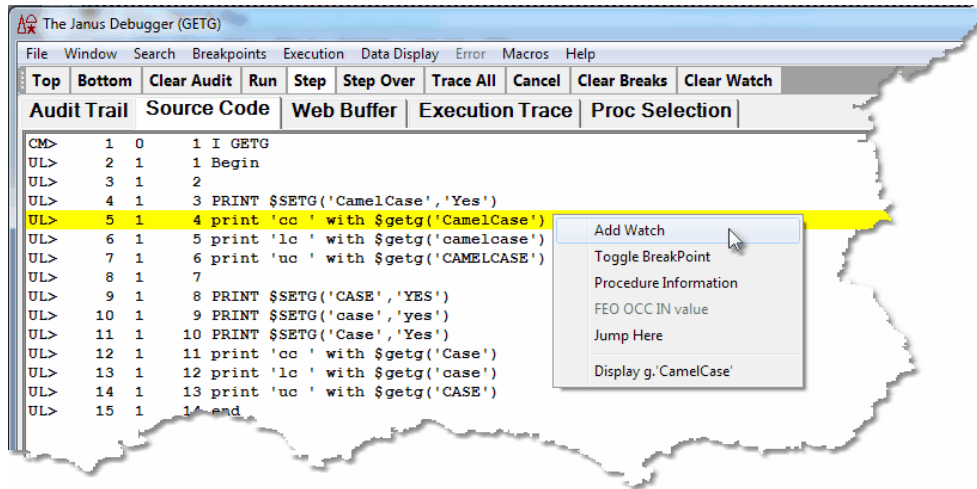 The Janus Debugger (GETG)
File Window Search Breakpoints Execution Data Display Error Macros Help
Top Bottom Clear Audit Run Step Step Over Trace All Cancel Clear Breaks Clear Watch
Audit Trail Source Code Web Buffer Execution Trace Proc Selection
CM> 1 0 1 I GETG
UL> 2 1 1 Begin
UL> 3 1 2
UL> 4 1 3 PRINT $SETG('CamelCase','Yes')
UL> 5 1 4 print 'cc ' with $getg('CamelCase')
UL> 6 1 5 print 'lc ' with $getg('camelcase')
UL> 7 1 6 print 'uc ' with $getg('CAMELCASE')
UL> 8 1 7
UL> 9 1 8 PRINT $SETG('CASE','YES')
UL> 10 1 9 PRINT $SETG('case','yes')
UL> 11 1 10 PRINT $SETG('Case','Yes')
UL> 12 1 11 print 'cc ' with $getg('Case')
UL> 13 1 12 print 'lc ' with $getg('case')
UL> 14 1 13 print 'uc ' with $getg('CASE')
UL> 15 1 14 end
Add Watch
Toggle BreakPoint
Procedure Information
FEO OCC IN value
Jump Here
Display g.'CamelCase'